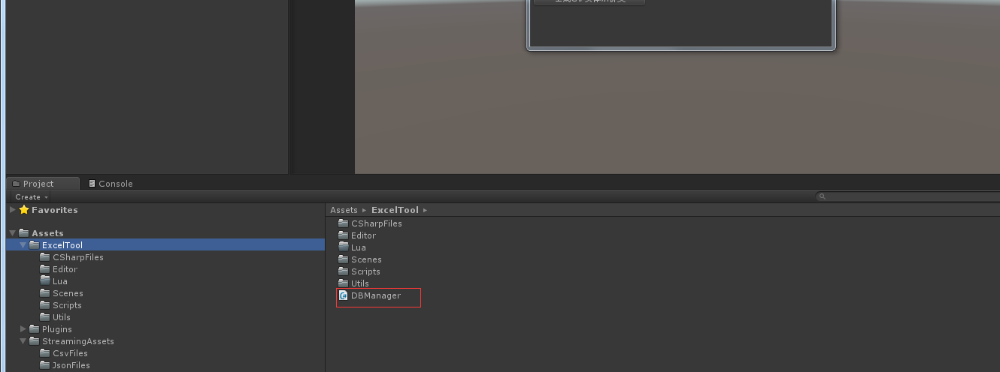 Project
Console
Create
Favorites
Assets
ExcelTool
CSharpFiles
Editor
Lua
Scenes
Scripts
Utils
Plugins
StreamingAssets
CsvFiles
JsonFiles
Assets ▸ ExcelTool ▸
CSharpFiles
Editor
Lua
Scenes
Scripts
Utils
DBManager